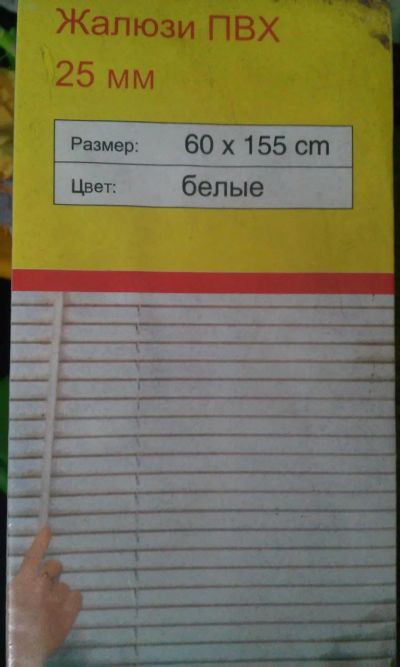 Жалюзи ПВХ
25 мм
Размер: 60 x 155 cm
Цвет: белые